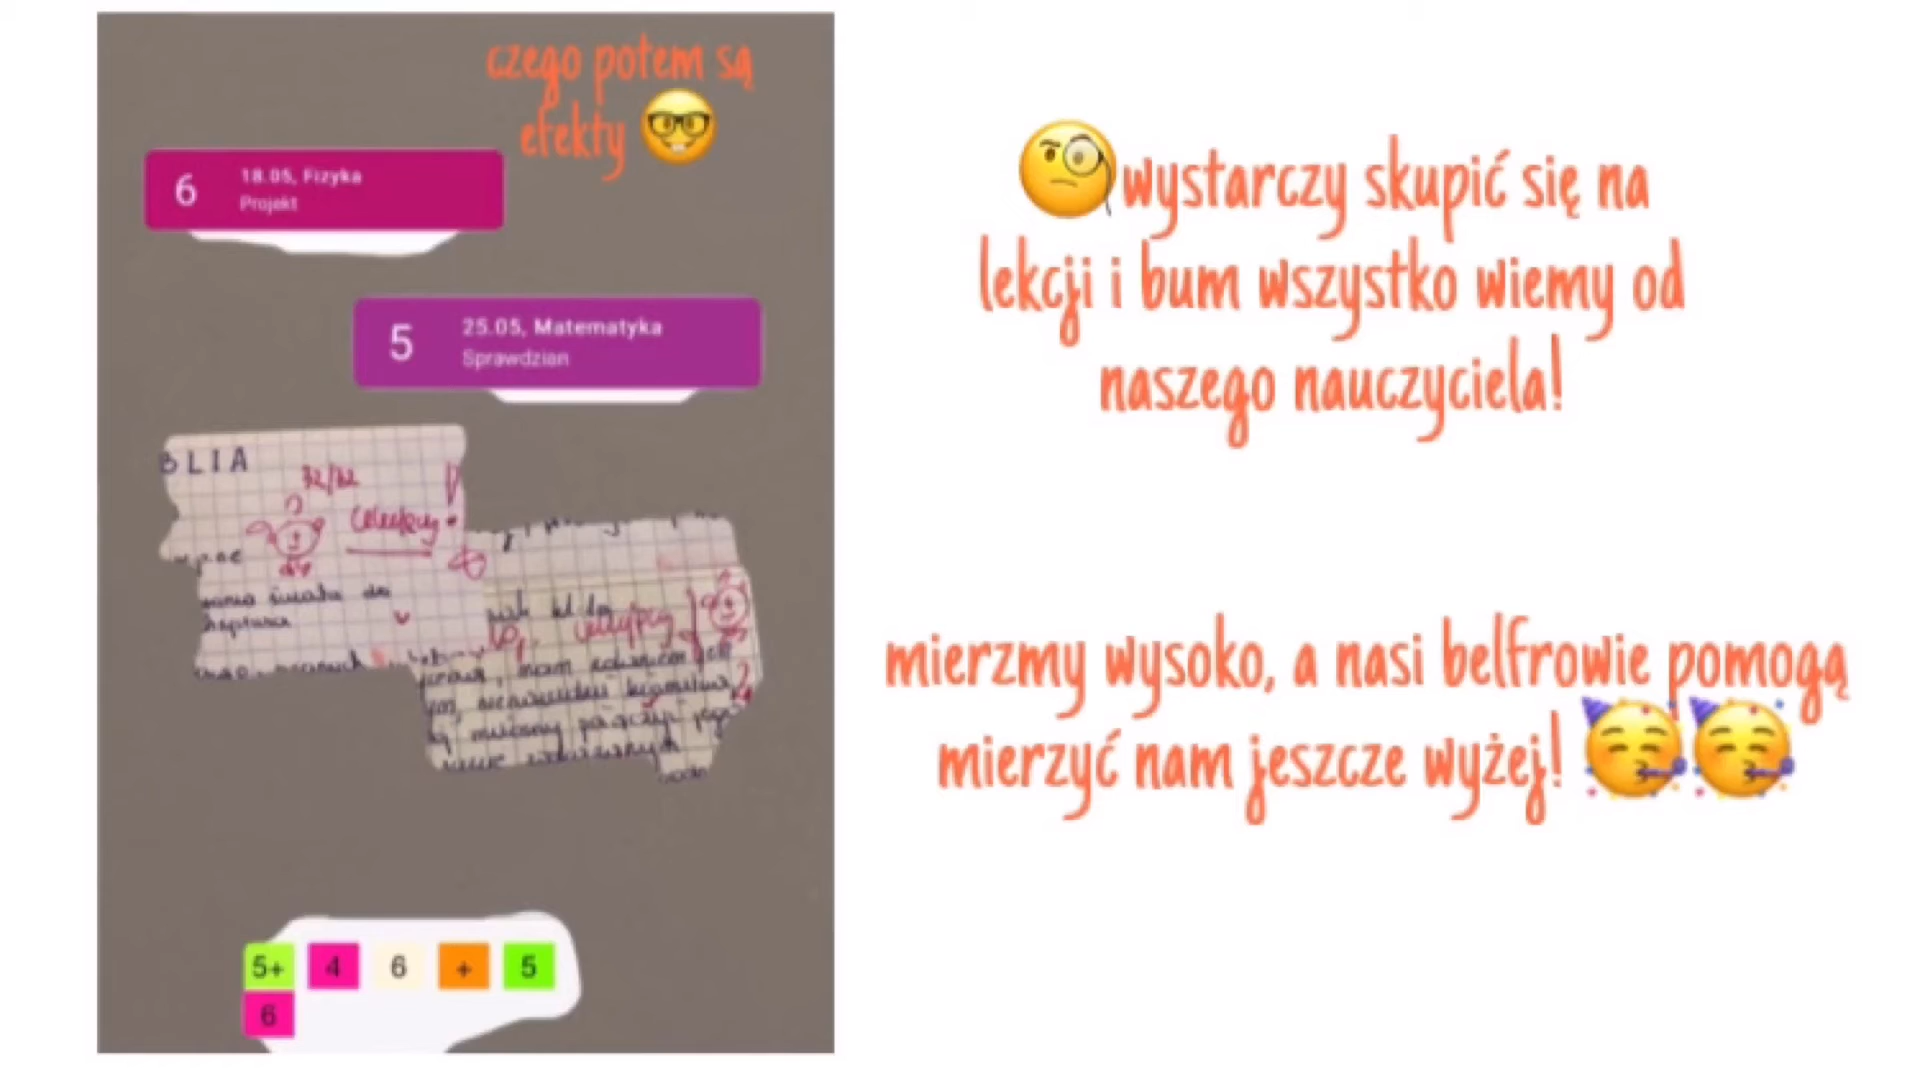 czego potem są
efekty
6
18.05, Fizyka
Projekt
5
25.05, Matematyka
Sprawdzian
BLIA
32/32
celujący!
świata
wystarczy skupić się na
lekcji i bum wszystko wiemy od
naszego nauczyciela!
mierzmy wysoko, a nasi belfrowie pomogą
mierzyć nam jeszcze wyżej!
5+ 4 6 + 5
6